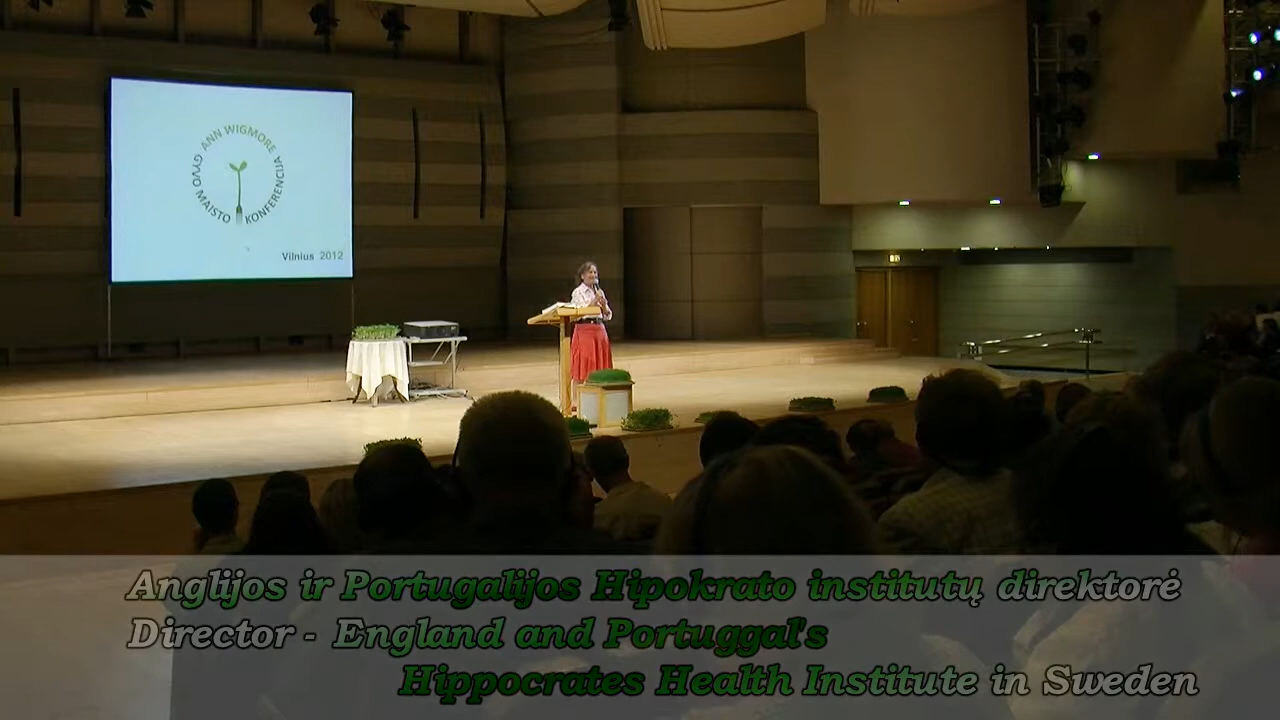 ANN WIGMORE
GYVO MAISTO KONFERENCIJA
Vilnius 2012
Anglijos ir Portugalijos Hipokrato institutų direktorė
Director - England and Portuggal's
Hippocrates Health Institute in Sweden